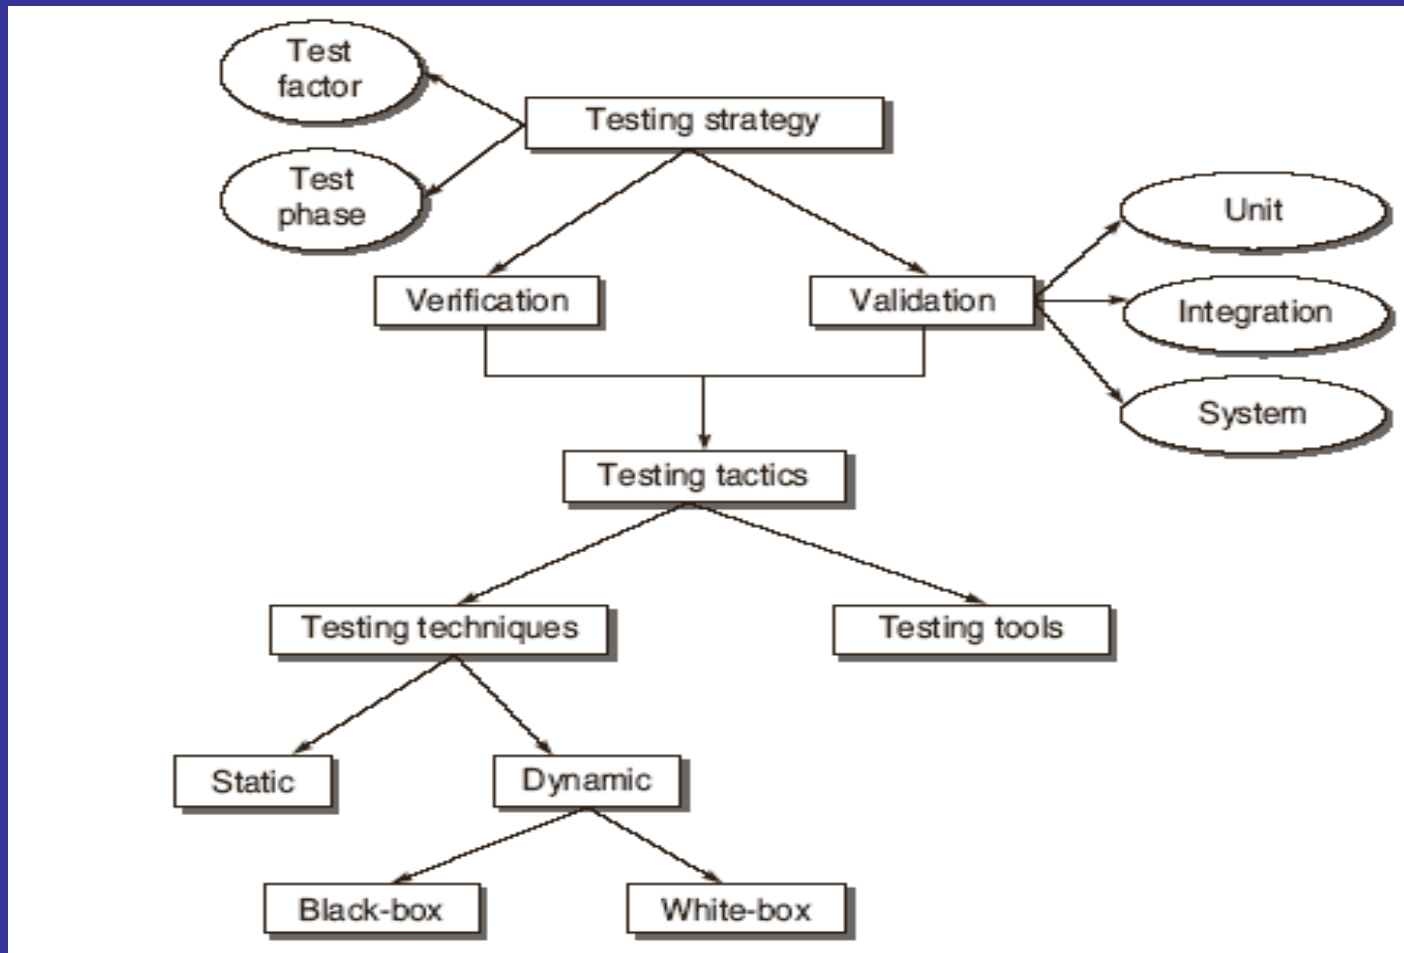 Test
factor
Testing strategy
Test
phase
Unit
Verification
Validation
Integration
System
Testing tactics
Testing techniques
Testing tools
Static
Dynamic
Black-box
White-box